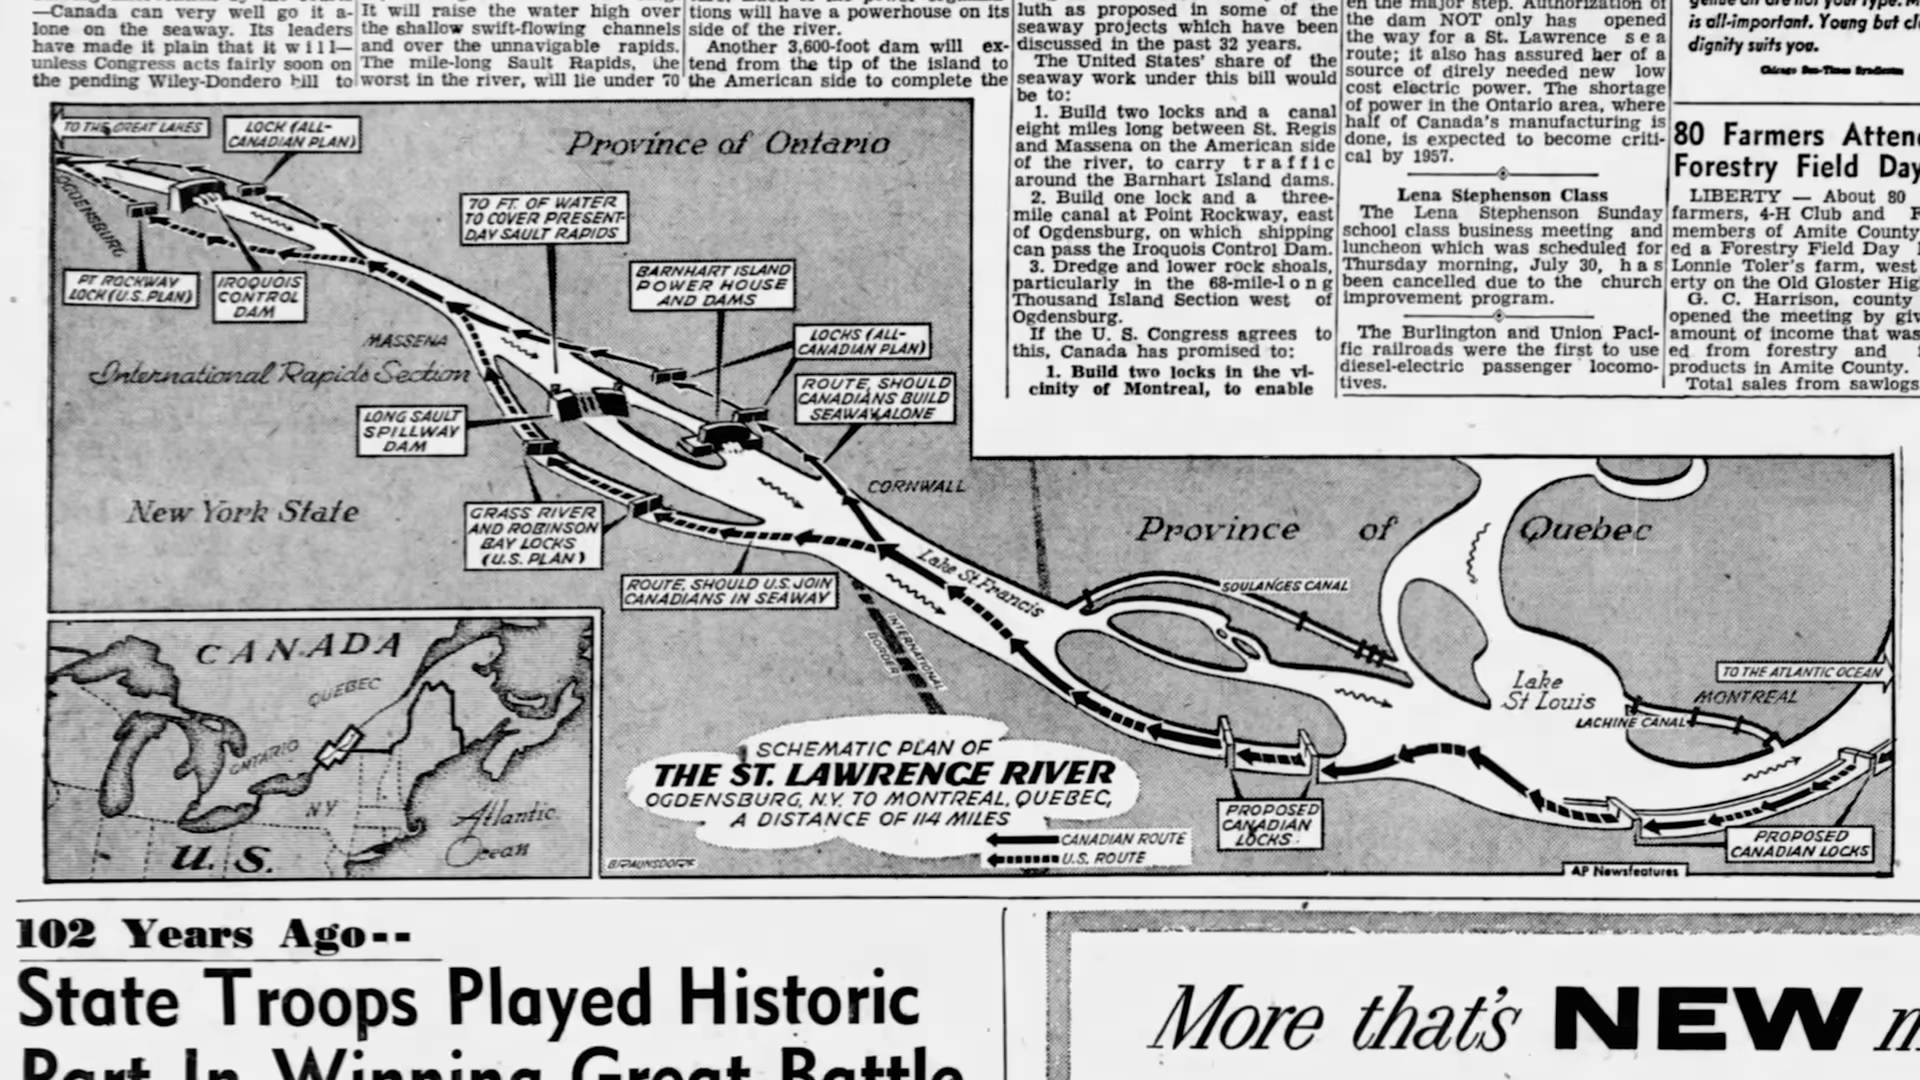 —Canada can very well go it a-
lone on the seaway. Its leaders
have made it plain that it will—
unless Congress acts fairly soon on
the pending Wiley-Dondero bill to
It will raise the water high over
the shallow swift-flowing channels
and over the unnavigable rapids.
The mile-long Sault Rapids, the
worst in the river, will lie under 70
tions will have a powerhouse on its
side of the river.
Another 3,600-foot dam will ex-
tend from the tip of the island to
the American side to complete the
luth as proposed in some of the
seaway projects which have been
discussed in the past 32 years.
The United States' share of the
seaway work under this bill would
be to:
1. Build two locks and a canal
eight miles long between St. Regis
and Massena on the American side
of the river, to carry traffic
around the Barnhart Island dams.
2. Build one lock and a three-
mile canal at Point Rockway, east
of Ogdensburg, on which shipping
can pass the Iroquois Control Dam.
3. Dredge and lower rock shoals,
particularly in the 68-mile-long
Thousand Island Section west of
Ogdensburg.
If the U. S. Congress agrees to
this, Canada has promised to:
1. Build two locks in the vi-
cinity of Montreal, to enable
en the major step. Authorization of
the dam NOT only has opened
the way for a St. Lawrence sea
route; it also has assured her of a
source of direly needed new low
cost electric power. The shortage
of power in the Ontario area, where
half of Canada's manufacturing is
done, is expected to become criti-
cal by 1957.
Lena Stephenson Class
The Lena Stephenson Sunday
school class business meeting and
luncheon which was scheduled for
Thursday morning, July 30, has
been cancelled due to the church
improvement program.
The Burlington and Union Paci-
fic railroads were the first to use
diesel-electric passenger locomo-
tives.
is all-important. Young but
dignity suits you.
Chicago Sun-Times Syndicate
80 Farmers Atten
Forestry Field Day
LIBERTY — About 80
farmers, 4-H Club and F
members of Amite County
ed a Forestry Field Day
Lonnie Toler's farm, west
erty on the Old Gloster Hig
G. C. Harrison, county
opened the meeting by giv
amount of income that was
ed from forestry and
products in Amite County.
Total sales from sawlogs
TO THE GREAT LAKES
LOCK (ALL-
CANADIAN PLAN)
Province of Ontario
OGDENSBURG
70 FT. OF WATER
TO COVER PRESENT-
DAY SAULT RAPIDS
PT ROCKWAY
LOCK (U.S. PLAN)
IROQUOIS
CONTROL
DAM
BARNHART ISLAND
POWER HOUSE
AND DAMS
MASSENA
LOCKS (ALL-
CANADIAN PLAN)
International Rapids Section
ROUTE, SHOULD
CANADIANS BUILD
SEAWAY ALONE
LONG SAULT
SPILLWAY
DAM
CORNWALL
New York State
GRASS RIVER
AND ROBINSON
BAY LOCKS
(U.S. PLAN)
Province of Quebec
Lake St. Francis
ROUTE, SHOULD U.S. JOIN
CANADIANS IN SEAWAY
SOULANGES CANAL
INTERNATIONAL
BORDER
TO THE ATLANTIC OCEAN
Lake
St Louis
MONTREAL
LACHINE CANAL
CANADA
QUEBEC
ONTARIO
N Y
Atlantic
Ocean
U. S.
SCHEMATIC PLAN OF
THE ST. LAWRENCE RIVER
OGDENSBURG, N.Y. TO MONTREAL, QUEBEC,
A DISTANCE OF 114 MILES
CANADIAN ROUTE
U.S. ROUTE
BRAUNSDORF
PROPOSED
CANADIAN
LOCKS
PROPOSED
CANADIAN LOCKS
AP Newsfeatures
102 Years Ago--
State Troops Played Historic
Part In Winning Great Battle
More that's NEW